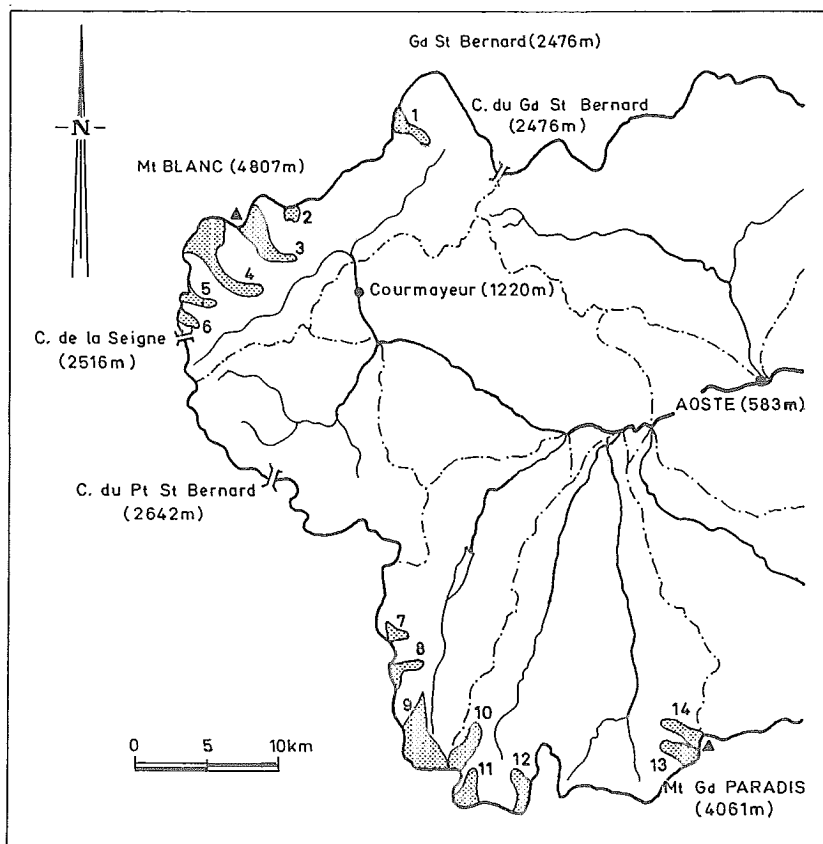 Gd St Bernard (2476m)
C. du Gd St Bernard
(2476m)
1
N
Mt BLANC (4807m)
2
3
4
5
6
Courmayeur (1220m)
C. de la Seigne
(2516m)
AOSTE (583m)
C. du Pt St Bernard
(2642m)
7
8
9
10
11
12
13
14
0 5 10km
Mt Gd PARADIS
(4061m)